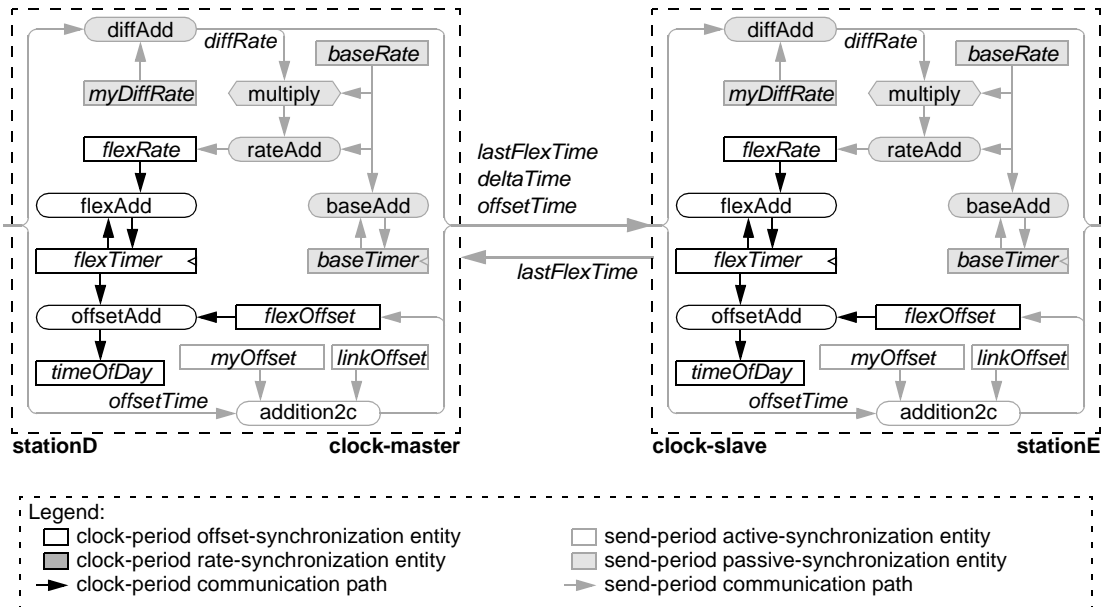 diffAdd
diffRate
baseRate
myDiffRate
multiply
flexRate
rateAdd
flexAdd
baseAdd
flexTimer <
baseTimer <
offsetAdd
flexOffset
myOffset
linkOffset
timeOfDay
offsetTime
addition2c
stationD
clock-master
lastFlexTime
deltaTime
offsetTime
lastFlexTime
diffAdd
diffRate
baseRate
myDiffRate
multiply
flexRate
rateAdd
flexAdd
baseAdd
flexTimer <
baseTimer <
offsetAdd
flexOffset
myOffset
linkOffset
timeOfDay
offsetTime
addition2c
clock-slave
stationE
Legend:
clock-period offset-synchronization entity
clock-period rate-synchronization entity
clock-period communication path
send-period active-synchronization entity
send-period passive-synchronization entity
send-period communication path